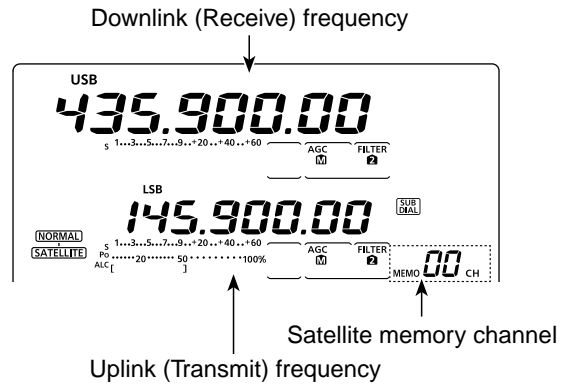 Downlink (Receive) frequency
USB
435.900.00
S 1...3...5...7..9..+20..+40..+60
AGC FILTER
M 2
LSB
145.900.00
SUB DIAL
NORMAL
SATELLITE
S 1...3...5...7..9..+20..+40..+60
Po ........20........50..........100%
ALC [ ]
AGC FILTER
M 2
MEMO 00 CH
Satellite memory channel
Uplink (Transmit) frequency